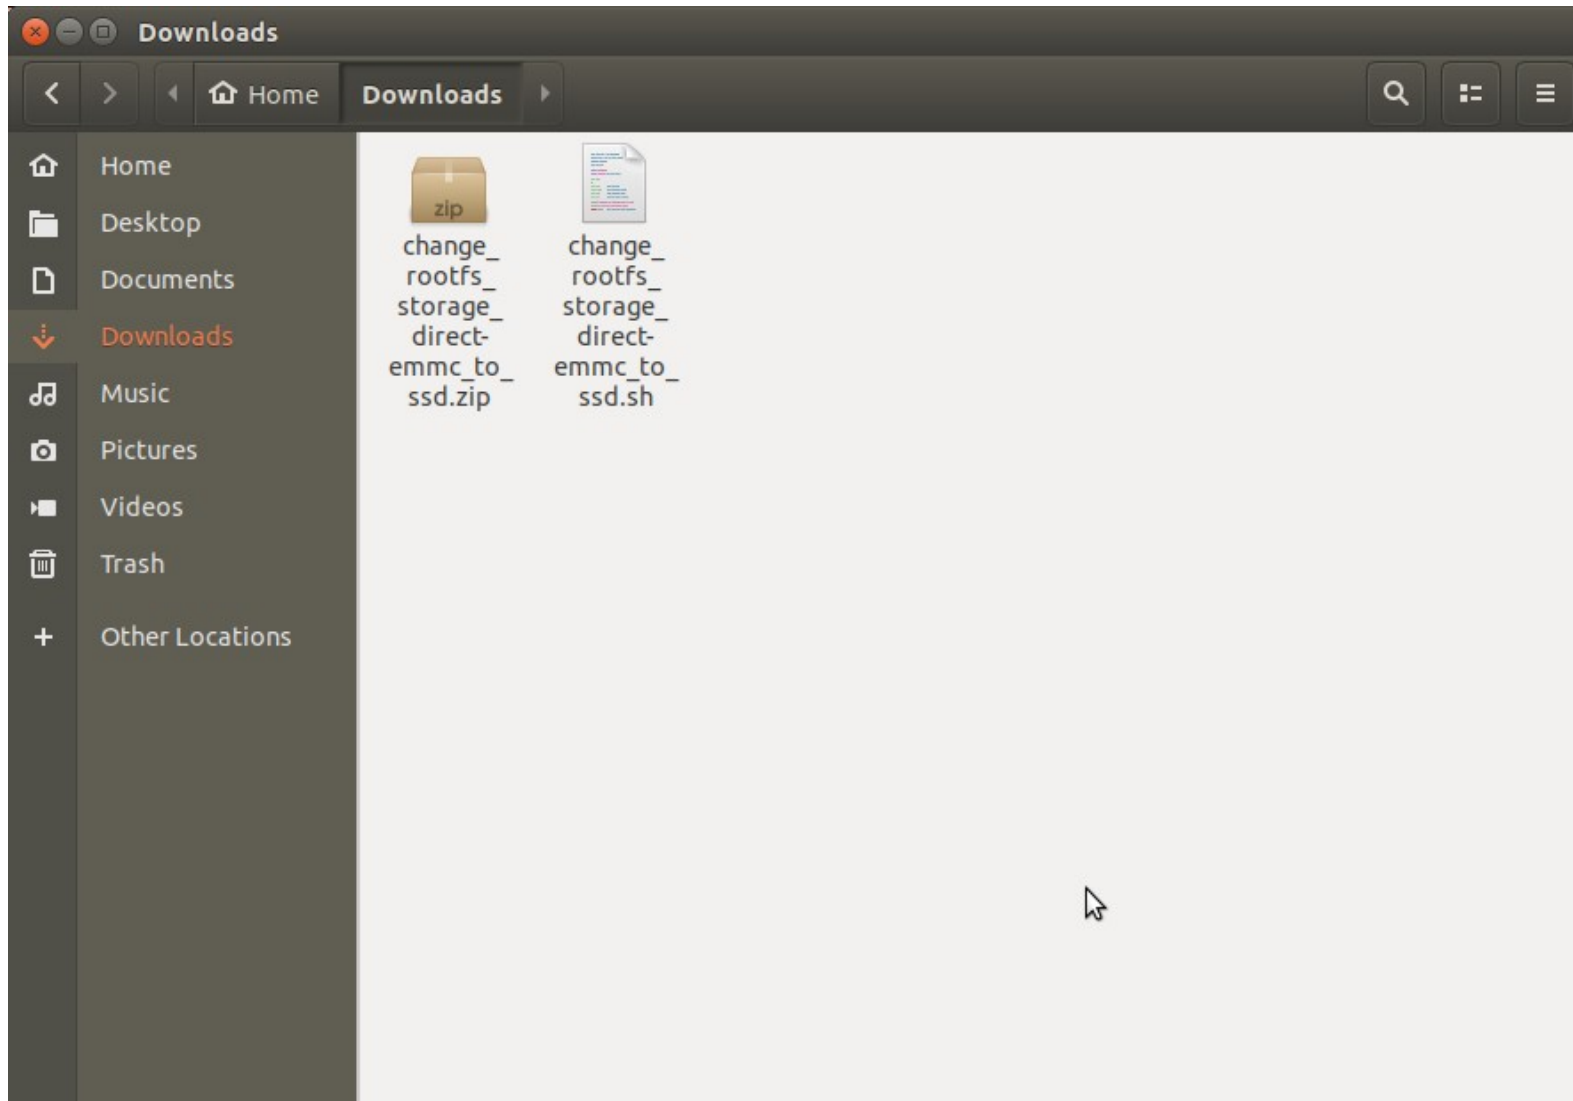 Downloads
Home
Downloads
Home
Desktop
Documents
Downloads
Music
Pictures
Videos
Trash
Other Locations
zip
change_
rootfs_
storage_
direct-
emmc_to_
ssd.zip
change_
rootfs_
storage_
direct-
emmc_to_
ssd.sh